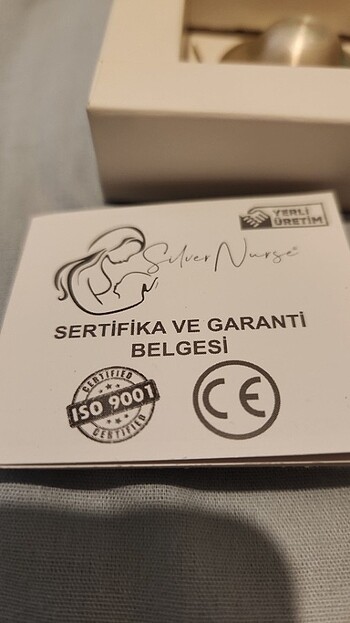 YERLİ
ÜRETİM
Silver Nurse®
SERTİFİKA VE GARANTİ
BELGESİ
CERTIFIED
ISO 9001
CERTIFIED
CE